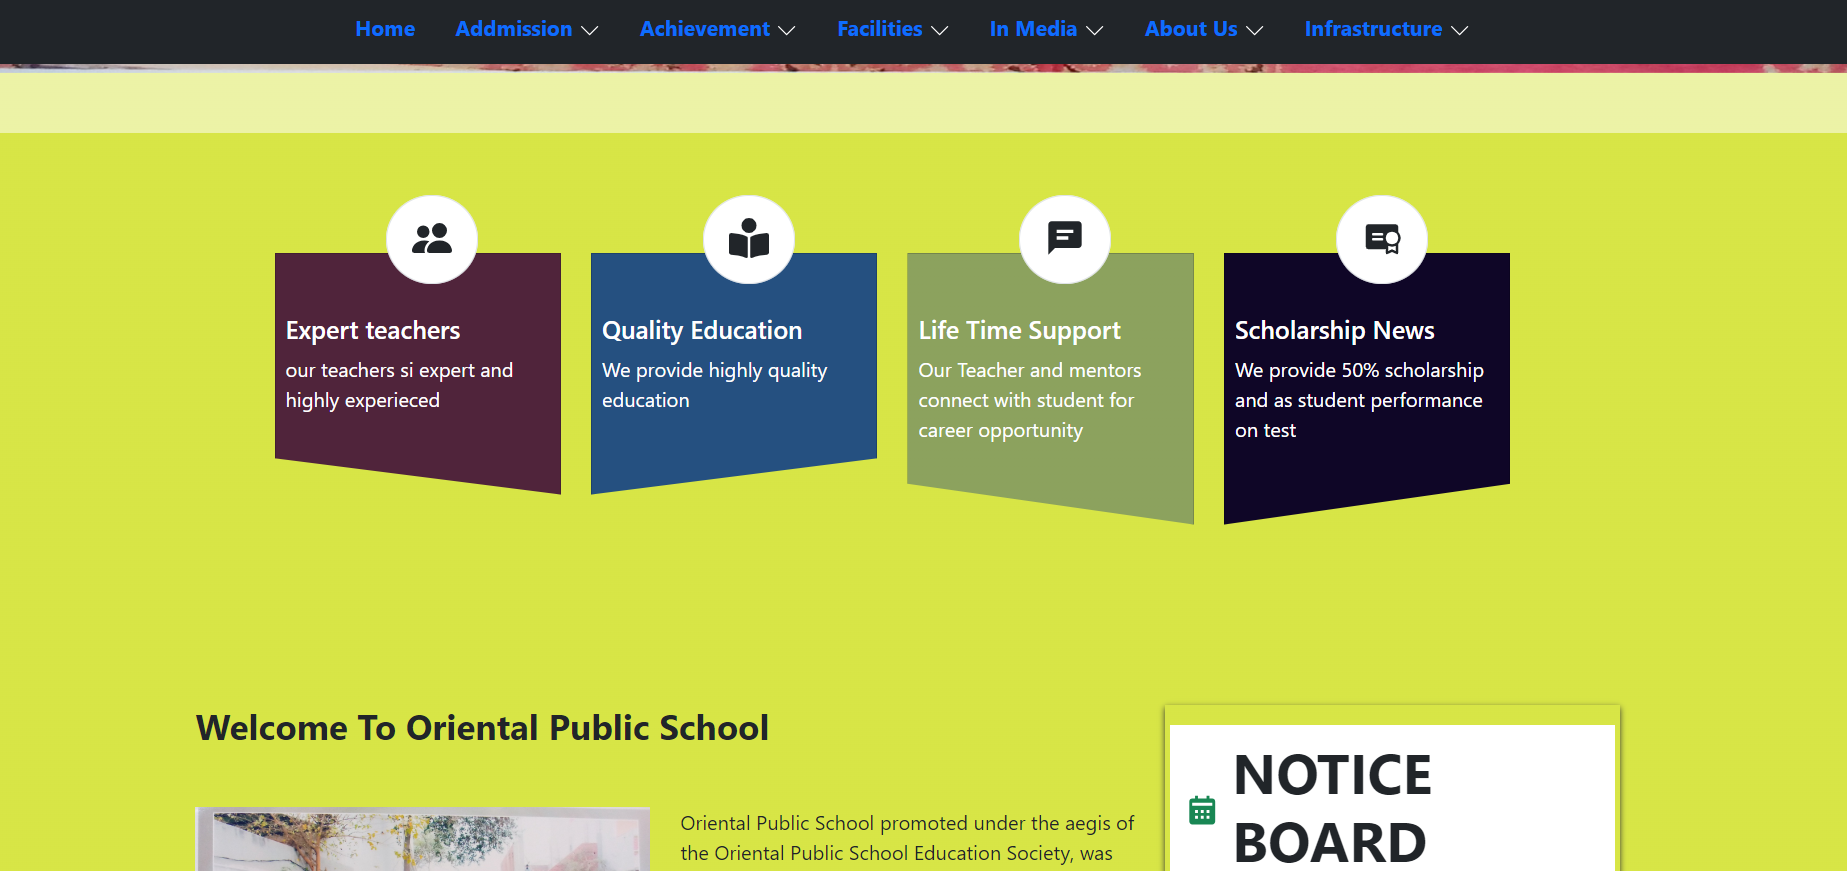 Home Addmission Achievement Facilities In Media About Us Infrastructure
Expert teachers
our teachers si expert and
highly experieced
Quality Education
We provide highly quality
education
Life Time Support
Our Teacher and mentors
connect with student for
career opportunity
Scholarship News
We provide 50% scholarship
and as student performance
on test
Welcome To Oriental Public School
Oriental Public School promoted under the aegis of
the Oriental Public School Education Society, was
NOTICE
BOARD